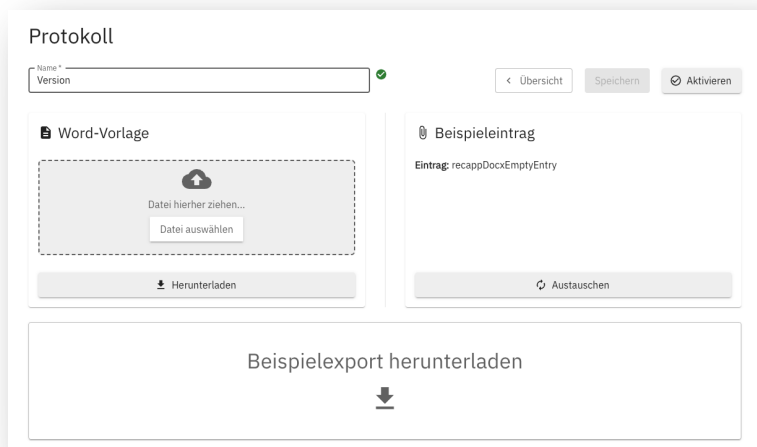 Protokoll
Name *
Version
Übersicht
Speichern
Aktivieren
Word-Vorlage
Datei hierher ziehen...
Datei auswählen
Herunterladen
Beispieleintrag
Eintrag: recappDocxEmptyEntry
Austauschen
Beispielexport herunterladen